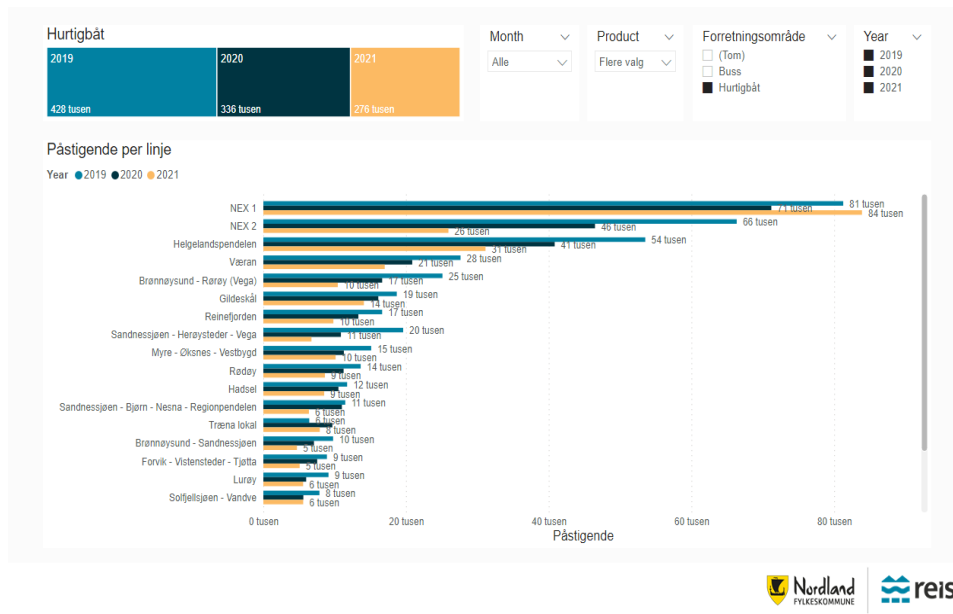 Hurtigbåt
2019
2020
2021
428 tusen
336 tusen
276 tusen
Month
Alle
Product
Flere valg
Forretningsområde
(Tom)
Buss
Hurtigbåt
Year
2019
2020
2021
Påstigende per linje
Year 2019 2020 2021
NEX 1 81 tusen
71 tusen
84 tusen
NEX 2 66 tusen
46 tusen
26 tusen
Helgelandspendelen 54 tusen
41 tusen
31 tusen
Væran 28 tusen
21 tusen
Brønnøysund - Rørøy (Vega) 25 tusen
17 tusen
10 tusen
Gildeskål 19 tusen
14 tusen
Reinefjorden 17 tusen
10 tusen
Sandnessjøen - Herøysteder - Vega 20 tusen
11 tusen
Myre - Øksnes - Vestbygd 15 tusen
10 tusen
Rødøy 14 tusen
9 tusen
Hadsel 12 tusen
9 tusen
Sandnessjøen - Bjørn - Nesna - Regionpendelen 11 tusen
6 tusen
Træna lokal 6 tusen
8 tusen
Brønnøysund - Sandnessjøen 10 tusen
5 tusen
Forvik - Vistensteder - Tjøtta 9 tusen
5 tusen
Lurøy 9 tusen
6 tusen
Solfjellsjøen - Vandve 8 tusen
6 tusen
0 tusen 20 tusen 40 tusen 60 tusen 80 tusen
Påstigende
Nordland
FYLKESKOMMUNE
reis